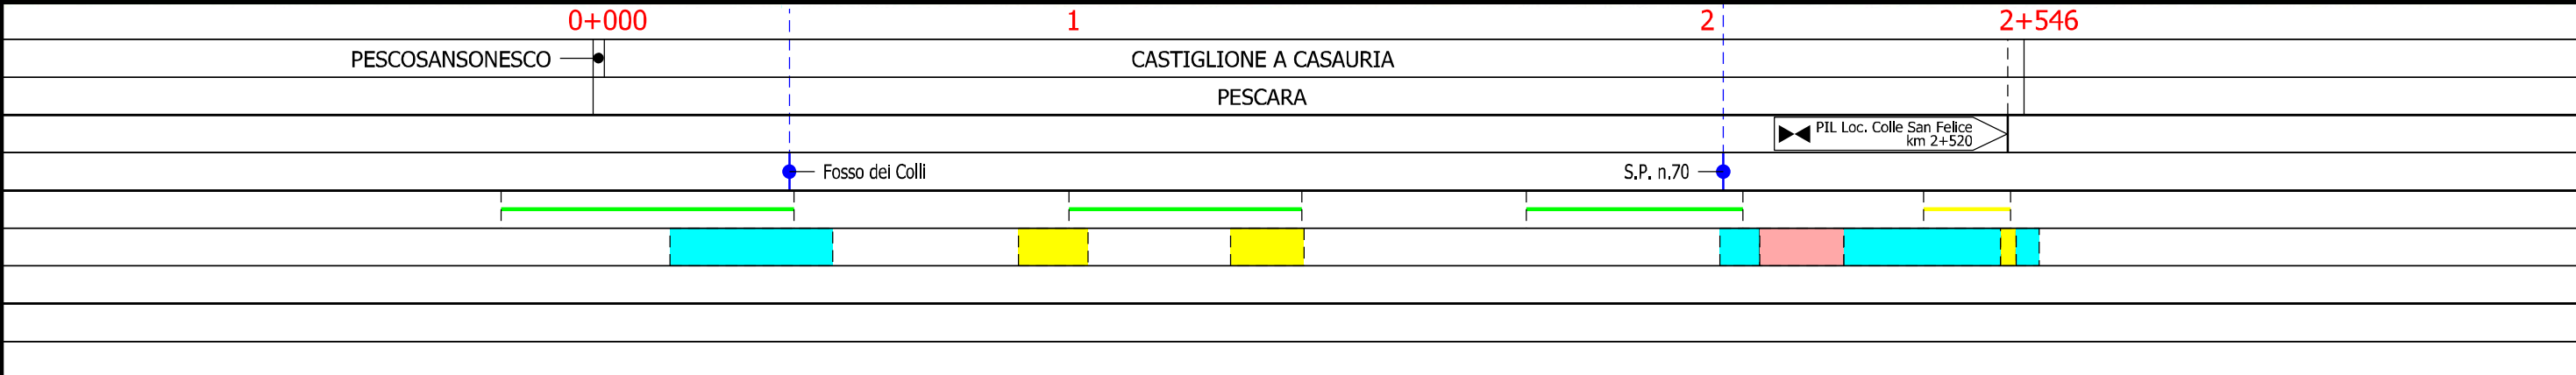 0+000 1 2 2+546
PESCOSANSONESCO CASTIGLIONE A CASAURIA
PESCARA
PIL Loc. Colle San Felice
km 2+520
Fosso dei Colli S.P. n.70